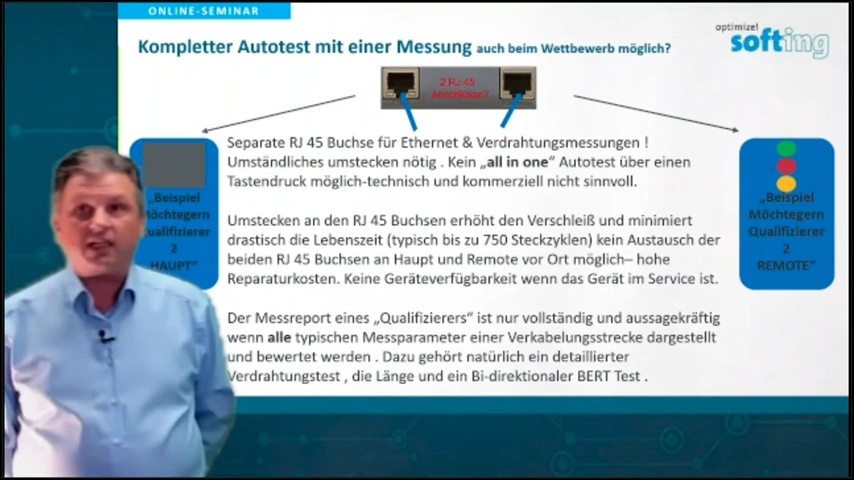 ONLINE-SEMINAR
optimize!
softing
Kompletter Autotest mit einer Messung auch beim Wettbewerb möglich?
2 RJ 45
Anschlüsse?
Separate RJ 45 Buchse für Ethernet & Verdrahtungsmessungen !
Umständliches umstecken nötig . Kein „all in one“ Autotest über einen
Tastendruck möglich-technisch und kommerziell nicht sinnvoll.
Umstecken an den RJ 45 Buchsen erhöht den Verschleiß und minimiert
drastisch die Lebenszeit (typisch bis zu 750 Steckzyklen) kein Austausch der
beiden RJ 45 Buchsen an Haupt und Remote vor Ort möglich– hohe
Reparaturkosten. Keine Geräteverfügbarkeit wenn das Gerät im Service ist.
Der Messreport eines „Qualifizierers“ ist nur vollständig und aussagekräftig
wenn alle typischen Messparameter einer Verkabelungsstrecke dargestellt
und bewertet werden . Dazu gehört natürlich ein detaillierter
Verdrahtungstest , die Länge und ein Bi-direktionaler BERT Test .
„Beispiel
Möchtegern
Qualifizierer
2
HAUPT“
„Beispiel
Möchtegern
Qualifizierer
2
REMOTE“